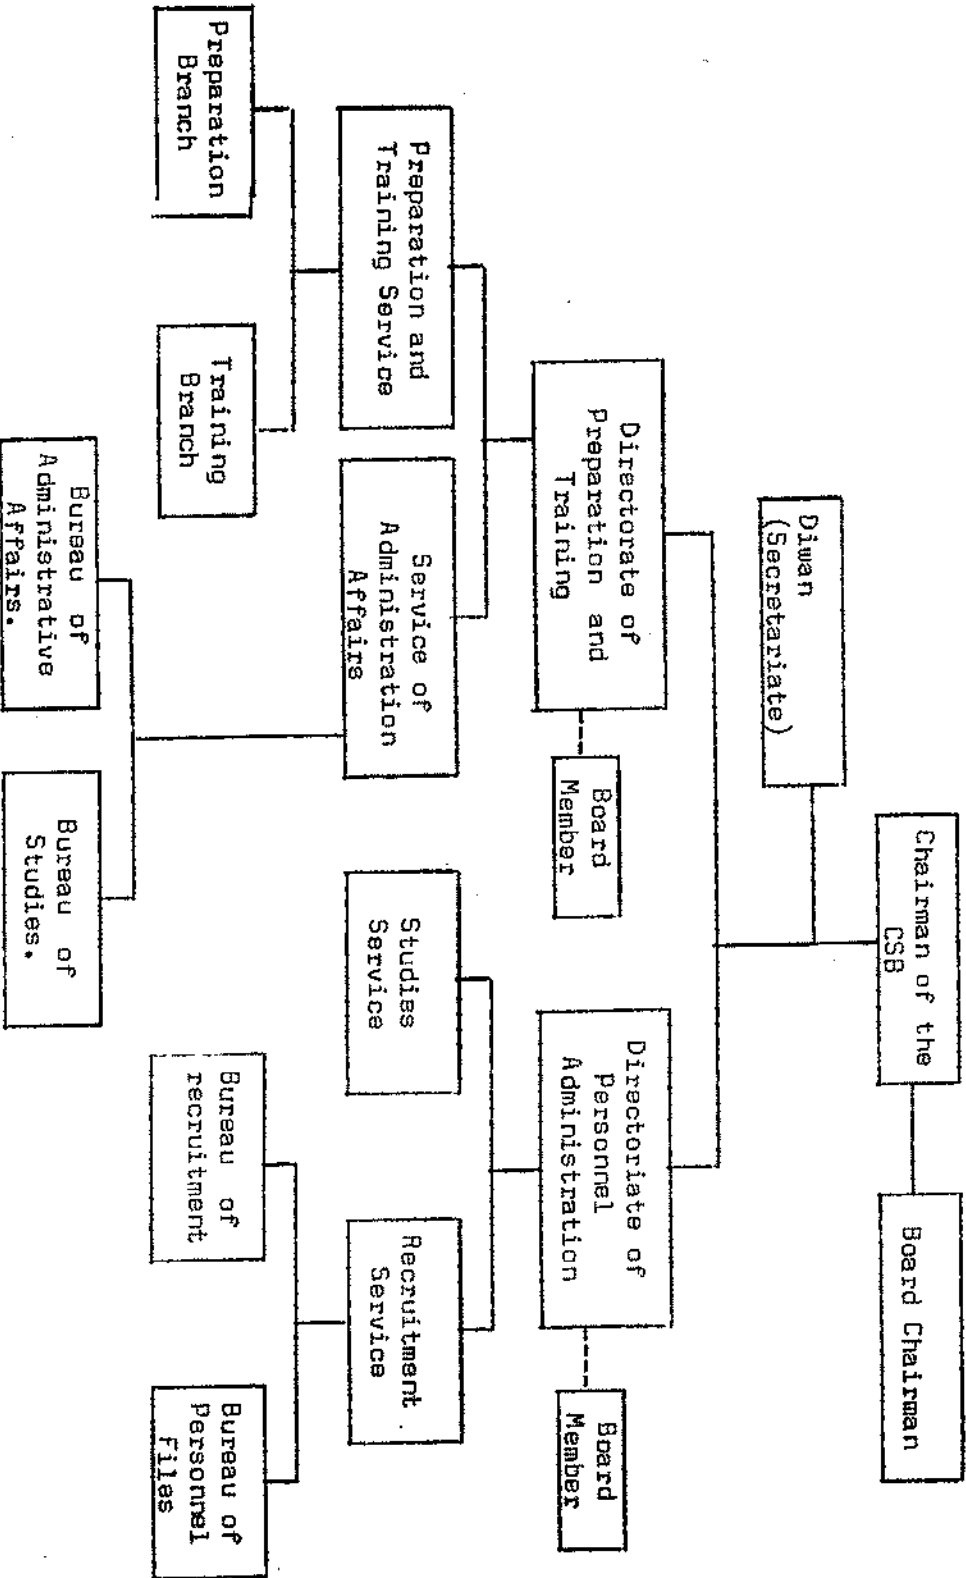 Chairman of the
CSB
Board Chairman
Diwan
(Secretariate)
Directorate of
Preparation and
Training
Board
Member
Directoriate of
Personnel
Administration
Board
Member
Preparation and
Training Service
Service of
Administration
Affairs
Studies
Service
Recruitment
Service
Preparation
Branch
Training
Branch
Bureau of
recruitment
Bureau of
Personnel
Files
Bureau of
Administrative
Affairs.
Bureau of
Studies.